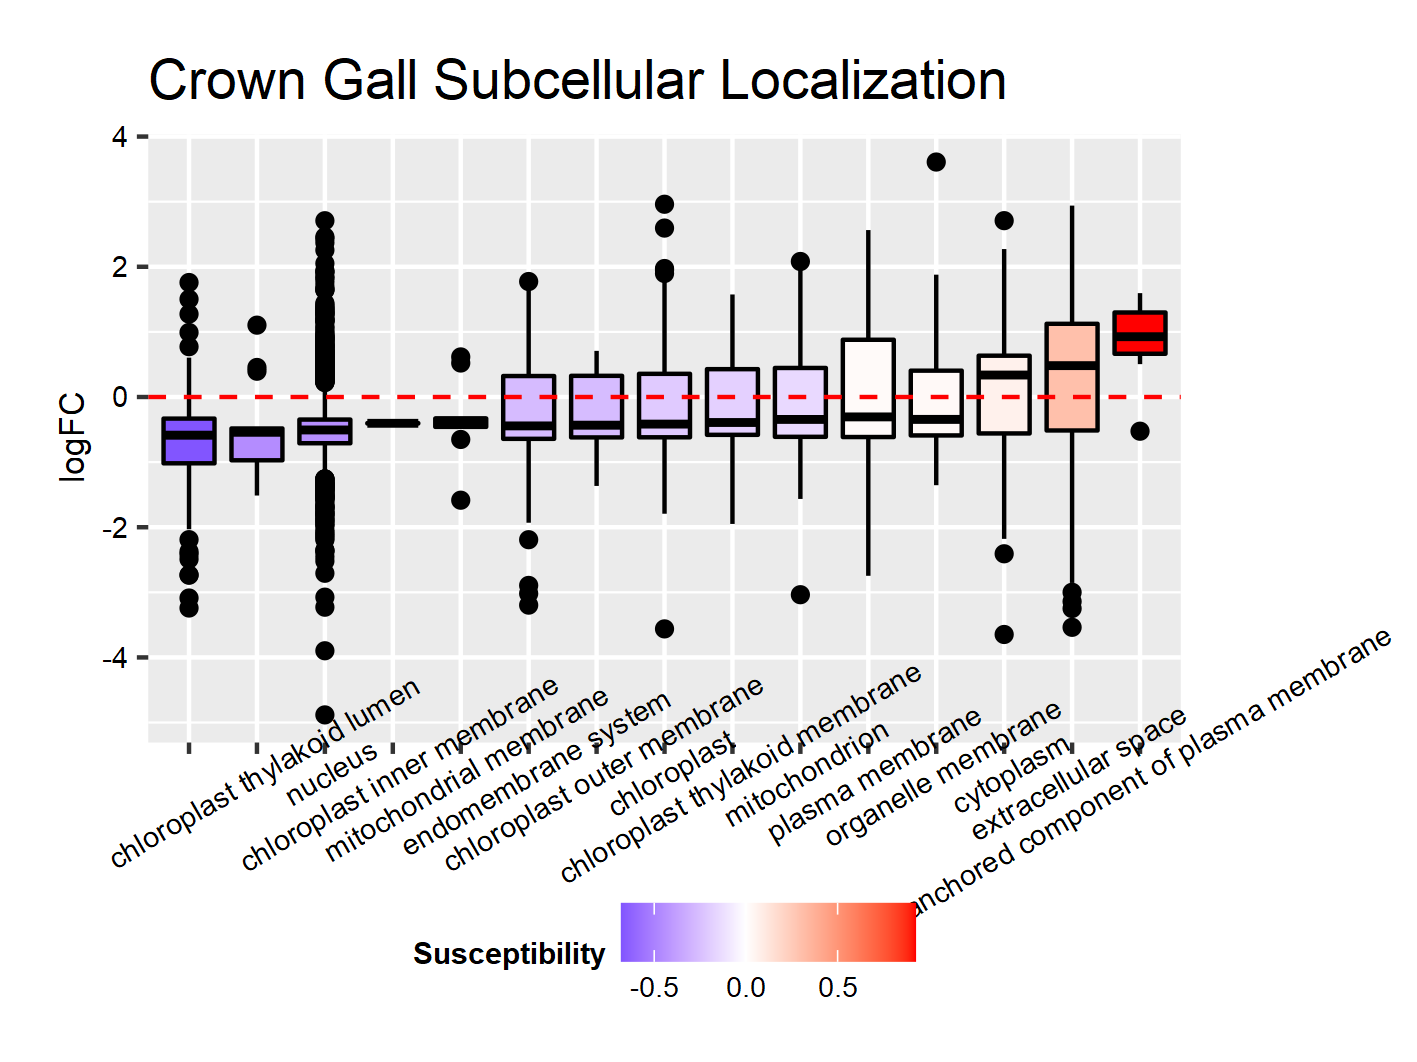 Crown Gall Subcellular Localization
4
2
0
-2
-4
logFC
chloroplast thylakoid lumen
nucleus
chloroplast inner membrane
mitochondrial membrane
endomembrane system
chloroplast outer membrane
chloroplast
chloroplast thylakoid membrane
mitochondrion
plasma membrane
organelle membrane
cytoplasm
extracellular space
anchored component of plasma membrane
Susceptibility
-0.5
0.0
0.5